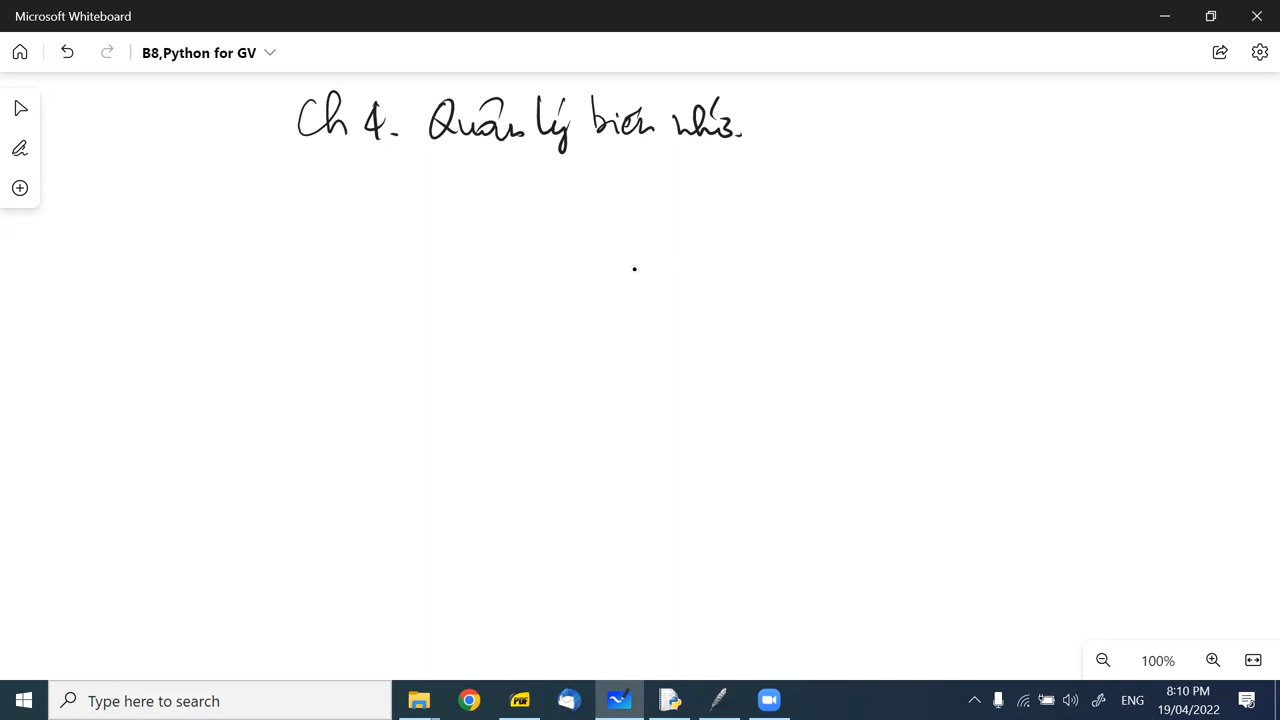 Microsoft Whiteboard
B8,Python for GV
Ch 4. Quản lý biến nhớ.
100%
Type here to search
PDF
ENG
8:10 PM
19/04/2022